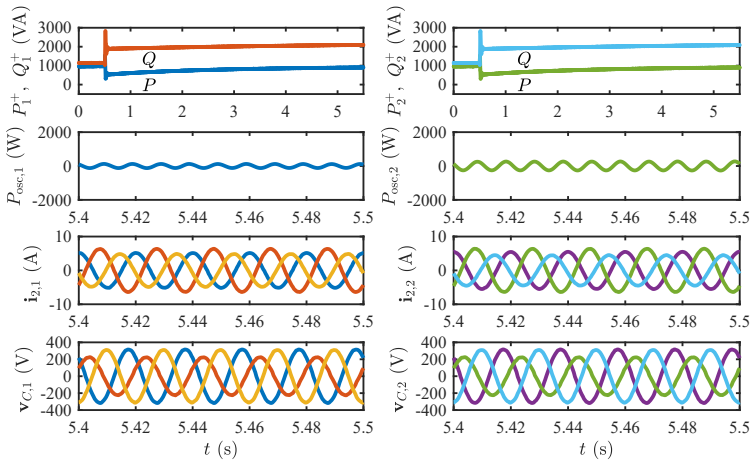 P₁⁺ , Q₁⁺ (VA)
3000
2000
1000
0
Q
P
0 1 2 3 4 5
P₂⁺ , Q₂⁺ (VA)
3000
2000
1000
0
Q
P
0 1 2 3 4 5
P_osc,1 (W)
2000
0
-2000
5.4 5.42 5.44 5.46 5.48 5.5
P_osc,2 (W)
2000
0
-2000
5.4 5.42 5.44 5.46 5.48 5.5
i_2,1 (A)
10
0
-10
5.4 5.42 5.44 5.46 5.48 5.5
i_2,2 (A)
10
0
-10
5.4 5.42 5.44 5.46 5.48 5.5
v_C,1 (V)
400
200
0
-200
-400
5.4 5.42 5.44 5.46 5.48 5.5
t (s)
v_C,2 (V)
400
200
0
-200
-400
5.4 5.42 5.44 5.46 5.48 5.5
t (s)